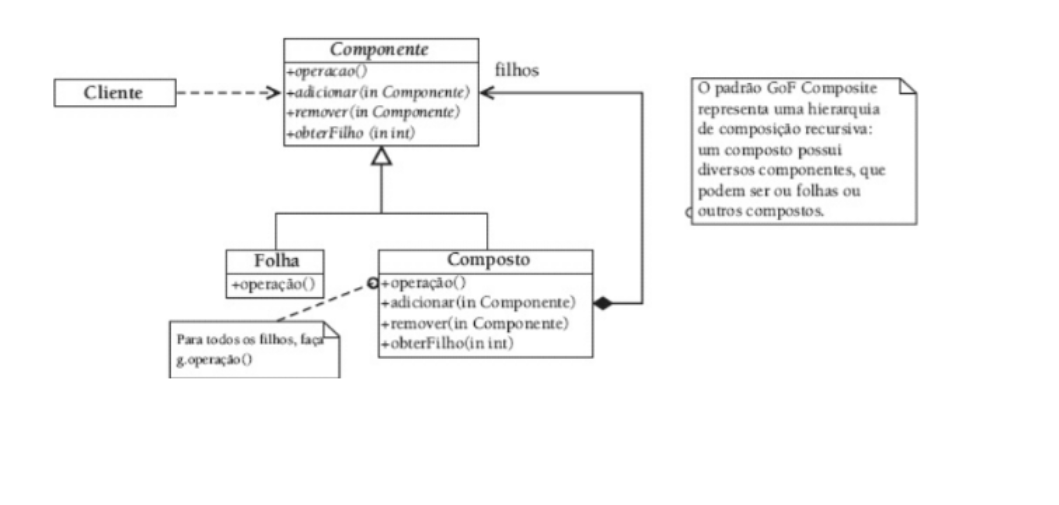 Componente
+operacao()
+adicionar(in Componente)
+remover(in Componente)
+obterFilho (in int)
filhos
Cliente
O padrão GoF Composite
representa uma hierarquia
de composição recursiva:
um composto possui
diversos componentes, que
podem ser ou folhas ou
outros compostos.
Folha
+operação()
Composto
+operação()
+adicionar(in Componente)
+remover(in Componente)
+obterFilho(in int)
Para todos os filhos, faça
g.operação()